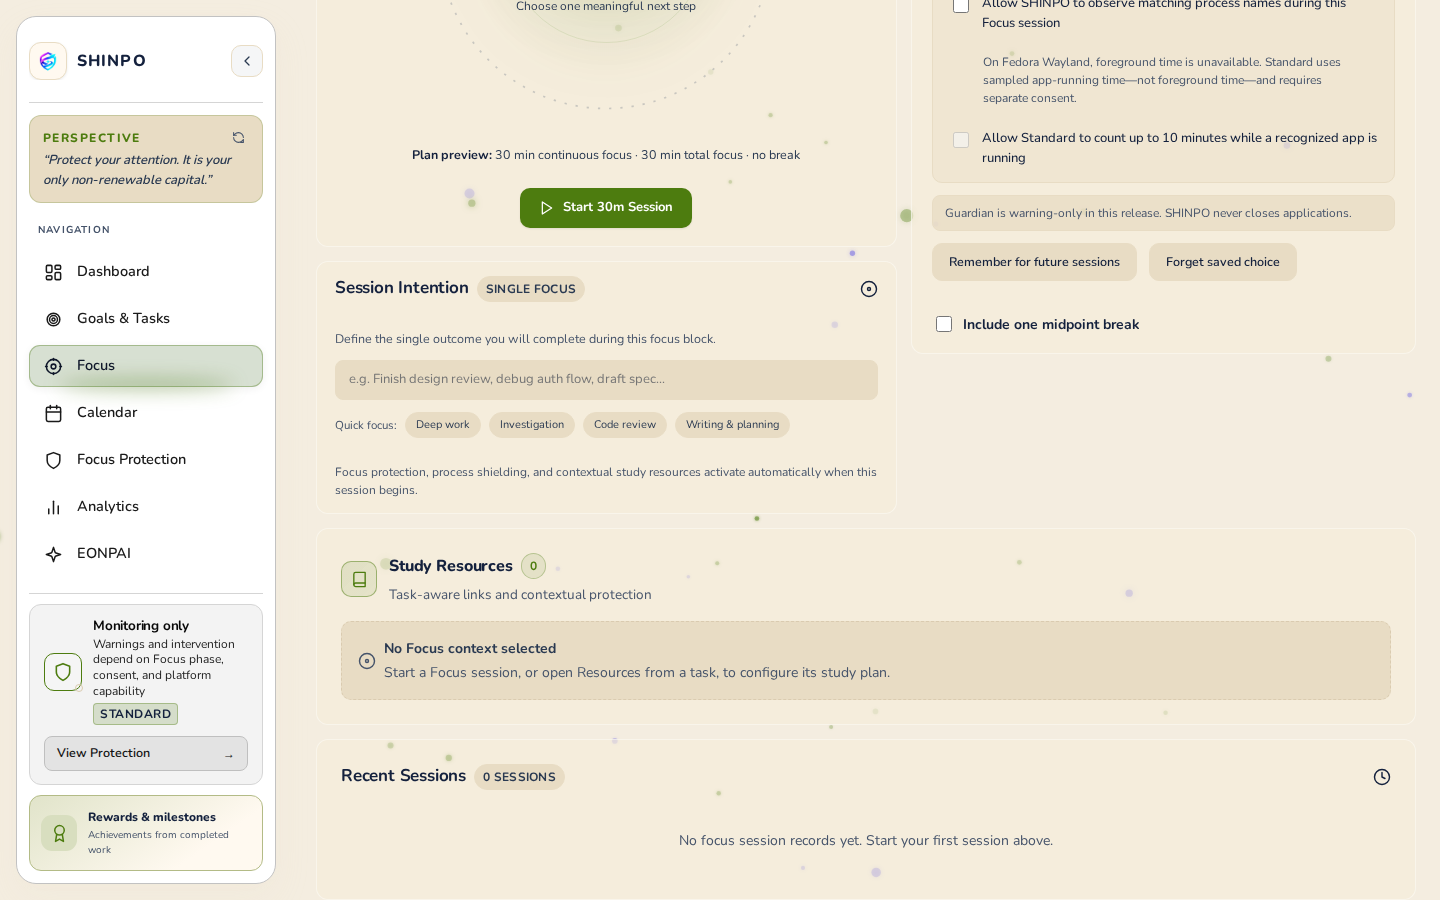 SHINPO
PERSPECTIVE
“Protect your attention. It is your
only non-renewable capital.”
NAVIGATION
Dashboard
Goals & Tasks
Focus
Calendar
Focus Protection
Analytics
EONPAI
Monitoring only
Warnings and intervention
depend on Focus phase,
consent, and platform
capability
STANDARD
View Protection →
Rewards & milestones
Achievements from completed
work
Choose one meaningful next step
Plan preview: 30 min continuous focus · 30 min total focus · no break
Start 30m Session
Allow SHINPO to observe matching process names during this
Focus session
On Fedora Wayland, foreground time is unavailable. Standard uses
sampled app-running time—not foreground time—and requires
separate consent.
Allow Standard to count up to 10 minutes while a recognized app is
running
Guardian is warning-only in this release. SHINPO never closes applications.
Remember for future sessions
Forget saved choice
Include one midpoint break
Session Intention SINGLE FOCUS
Define the single outcome you will complete during this focus block.
e.g. Finish design review, debug auth flow, draft spec...
Quick focus: Deep work Investigation Code review Writing & planning
Focus protection, process shielding, and contextual study resources activate automatically when this
session begins.
Study Resources 0
Task-aware links and contextual protection
No Focus context selected
Start a Focus session, or open Resources from a task, to configure its study plan.
Recent Sessions 0 SESSIONS
No focus session records yet. Start your first session above.